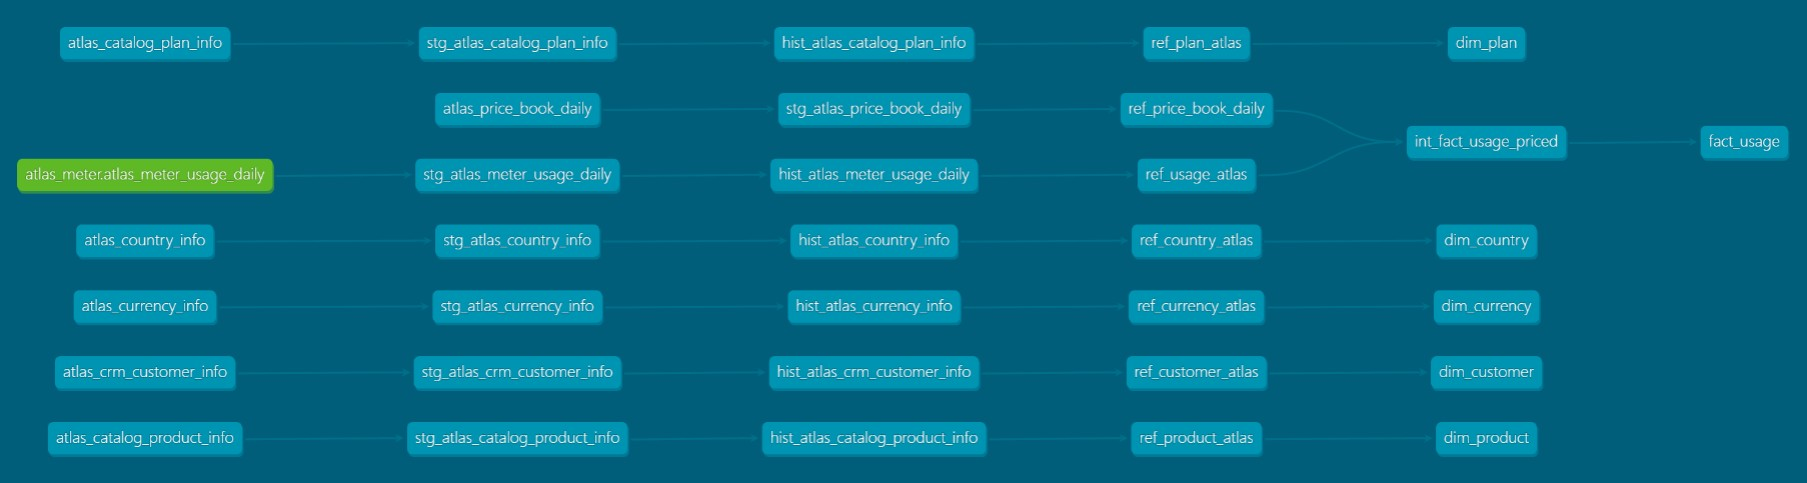 atlas_catalog_plan_info stg_atlas_catalog_plan_info hist_atlas_catalog_plan_info ref_plan_atlas dim_plan
atlas_price_book_daily stg_atlas_price_book_daily ref_price_book_daily
int_fact_usage_priced fact_usage
atlas_meter.atlas_meter_usage_daily stg_atlas_meter_usage_daily hist_atlas_meter_usage_daily ref_usage_atlas
atlas_country_info stg_atlas_country_info hist_atlas_country_info ref_country_atlas dim_country
atlas_currency_info stg_atlas_currency_info hist_atlas_currency_info ref_currency_atlas dim_currency
atlas_crm_customer_info stg_atlas_crm_customer_info hist_atlas_crm_customer_info ref_customer_atlas dim_customer
atlas_catalog_product_info stg_atlas_catalog_product_info hist_atlas_catalog_product_info ref_product_atlas dim_product